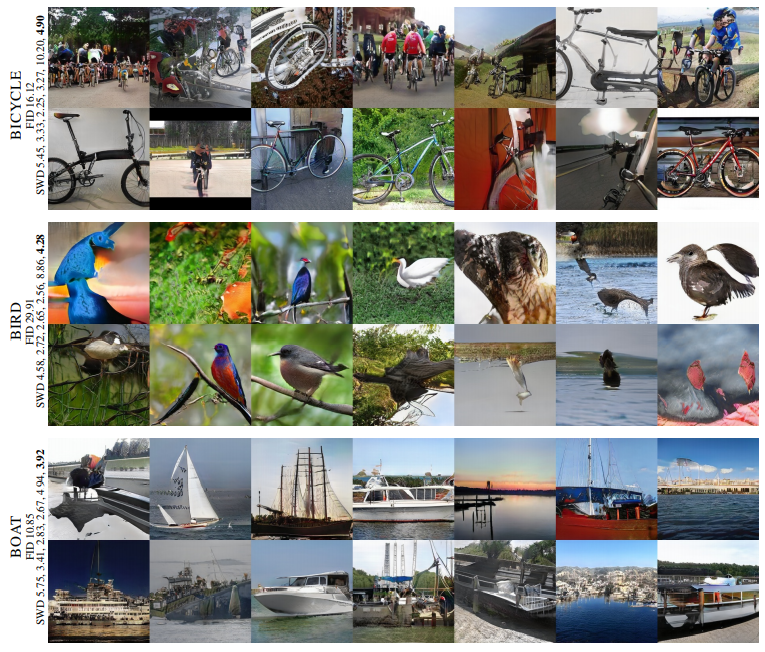 BICYCLE
FID 16.12
SWD 5.45, 3.33, 2.25, 3.27, 10.20, 4.90
BIRD
FID 29.91
SWD 4.58, 2.72, 2.65, 2.56, 8.86, 4.28
BOAT
FID 10.85
SWD 5.75, 3.41, 2.83, 2.67, 4.94, 3.92